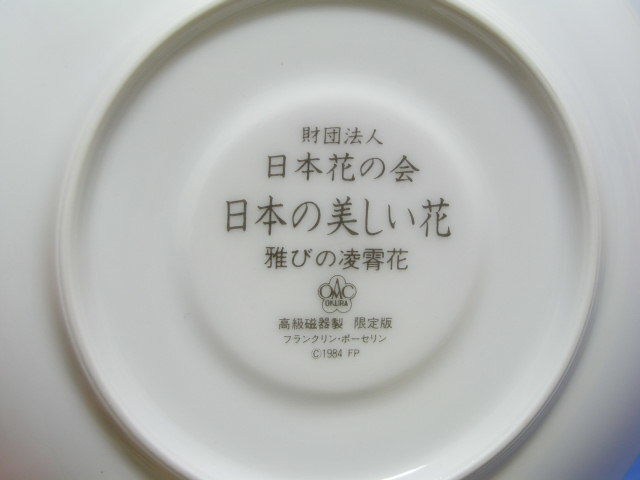 財団法人
日本花の会
日本の美しい花
雅びの凌霄花
OMC
OKURA
高級磁器製 限定版
フランクリン・ポーセリン
©1984 FP